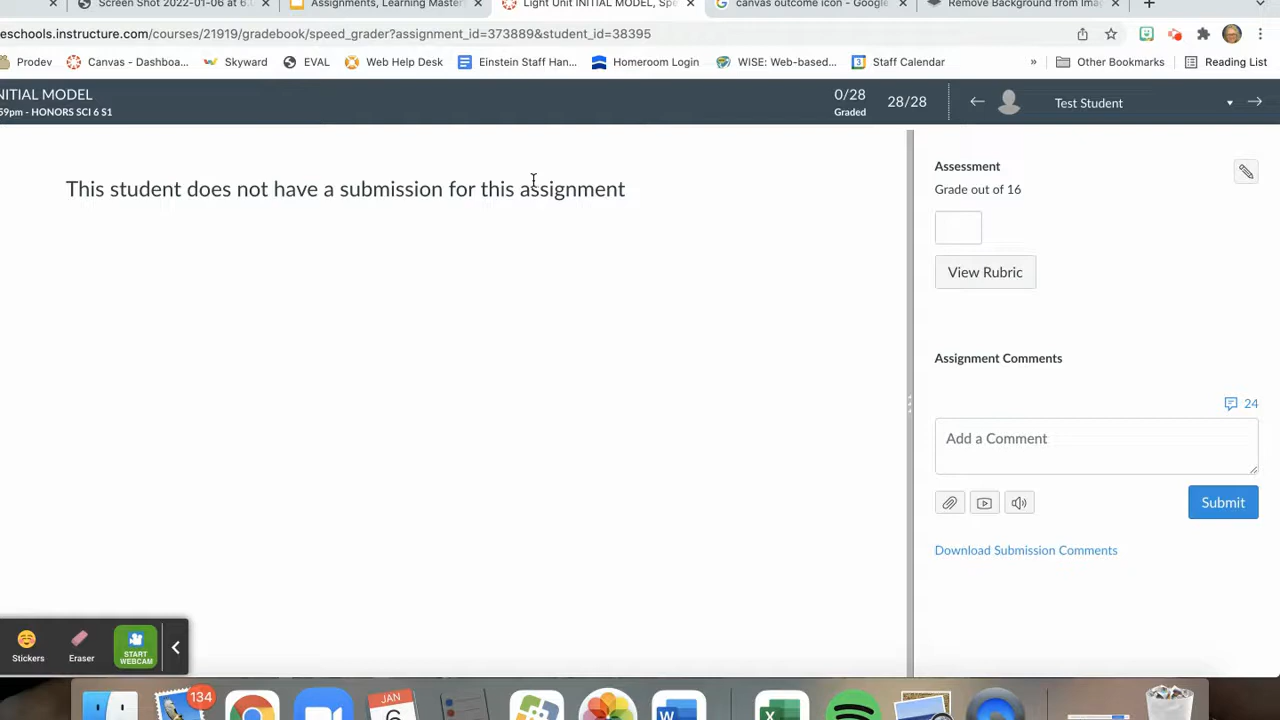 Screen Shot 2022-01-06 at 6.
Assignments, Learning Master
Light Unit INITIAL MODEL, Spe
canvas outcome icon - Google
Remove Background from Imag
eschools.instructure.com/courses/21919/gradebook/speed_grader?assignment_id=373889&student_id=38395
Prodev
Canvas - Dashboa...
Skyward
EVAL
Web Help Desk
Einstein Staff Han...
Homeroom Login
WISE: Web-based...
Staff Calendar
»
Other Bookmarks
Reading List
INITIAL MODEL
59pm - HONORS SCI 6 S1
0/28
Graded
28/28
Test Student
This student does not have a submission for this assignment
Assessment
Grade out of 16
View Rubric
Assignment Comments
24
Add a Comment
Submit
Download Submission Comments
Stickers
Eraser
START
WEBCAM
134
JAN
6